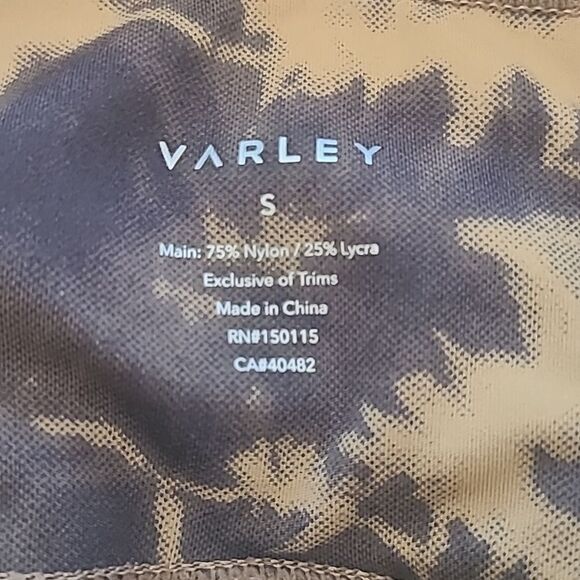 VARLEY
S
Main: 75% Nylon / 25% Lycra
Exclusive of Trims
Made in China
RN#150115
CA#40482